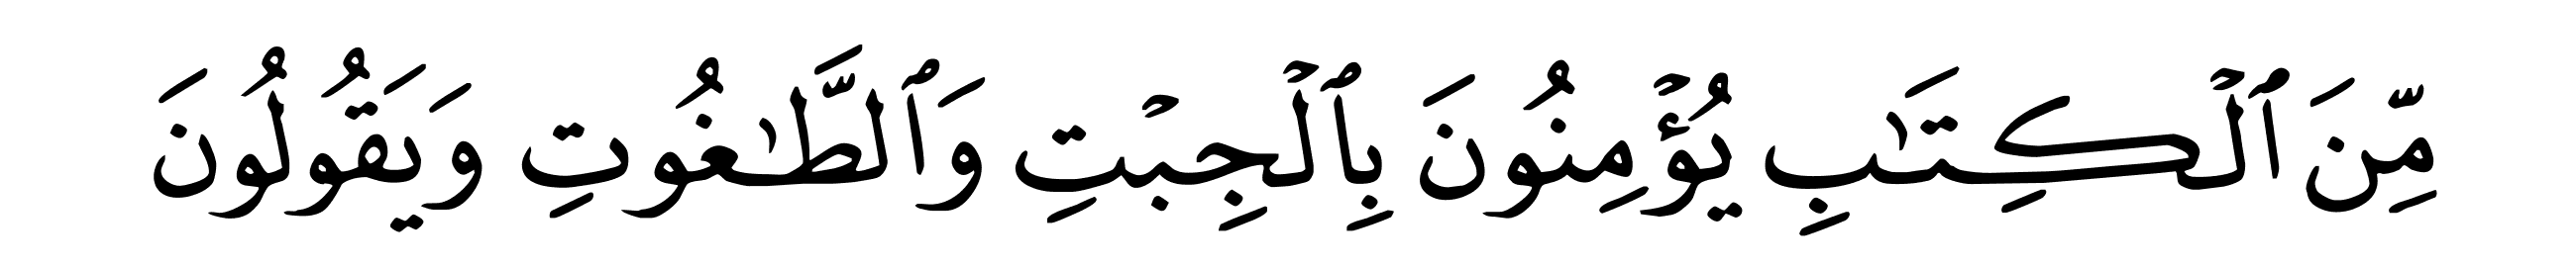 مِّنَ ٱلۡكِتَٰبِ يُؤۡمِنُونَ بِٱلۡجِبۡتِ وَٱلطَّٰغُوتِ وَيَقُولُونَ